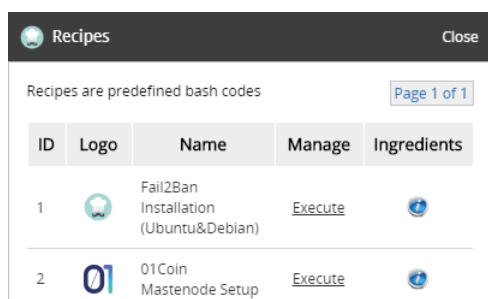 Recipes Close
Recipes are predefined bash codes Page 1 of 1
ID Logo Name Manage Ingredients
Fail2Ban
1 Installation Execute
(Ubuntu&Debian)
01Coin
2 01 Mastenode Setup Execute